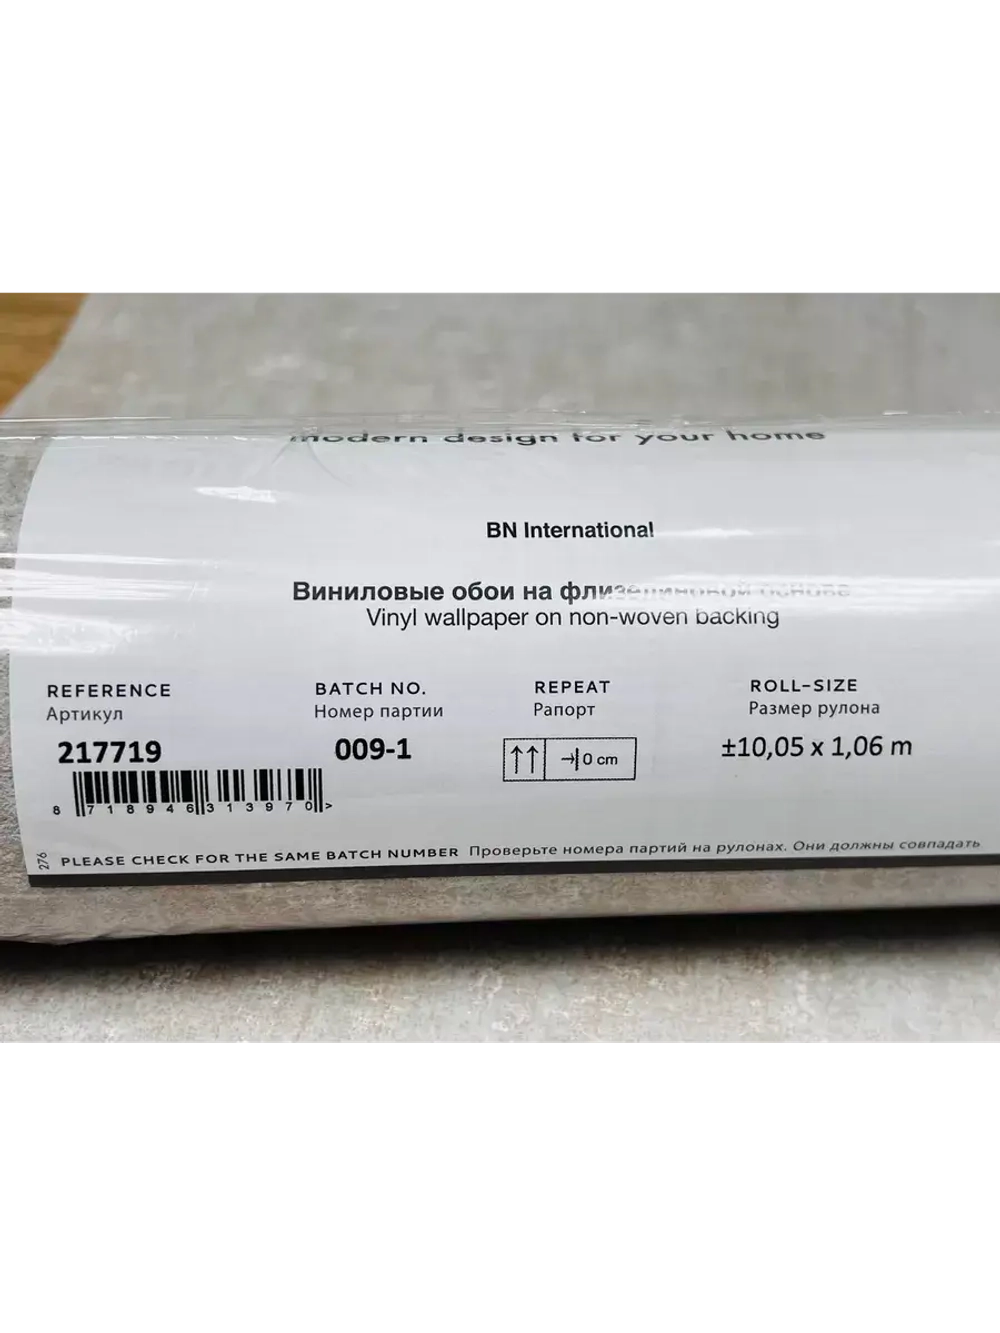 modern design for your home
BN International
Виниловые обои на флизелиновой основе
Vinyl wallpaper on non-woven backing
REFERENCE BATCH NO. REPEAT ROLL-SIZE
Артикул Номер партии Рапорт Размер рулона
217719 009-1 0 cm ±10,05 x 1,06 m
8 718946 313970 >
276
PLEASE CHECK FOR THE SAME BATCH NUMBER Проверьте номера партий на рулонах. Они должны совпадать